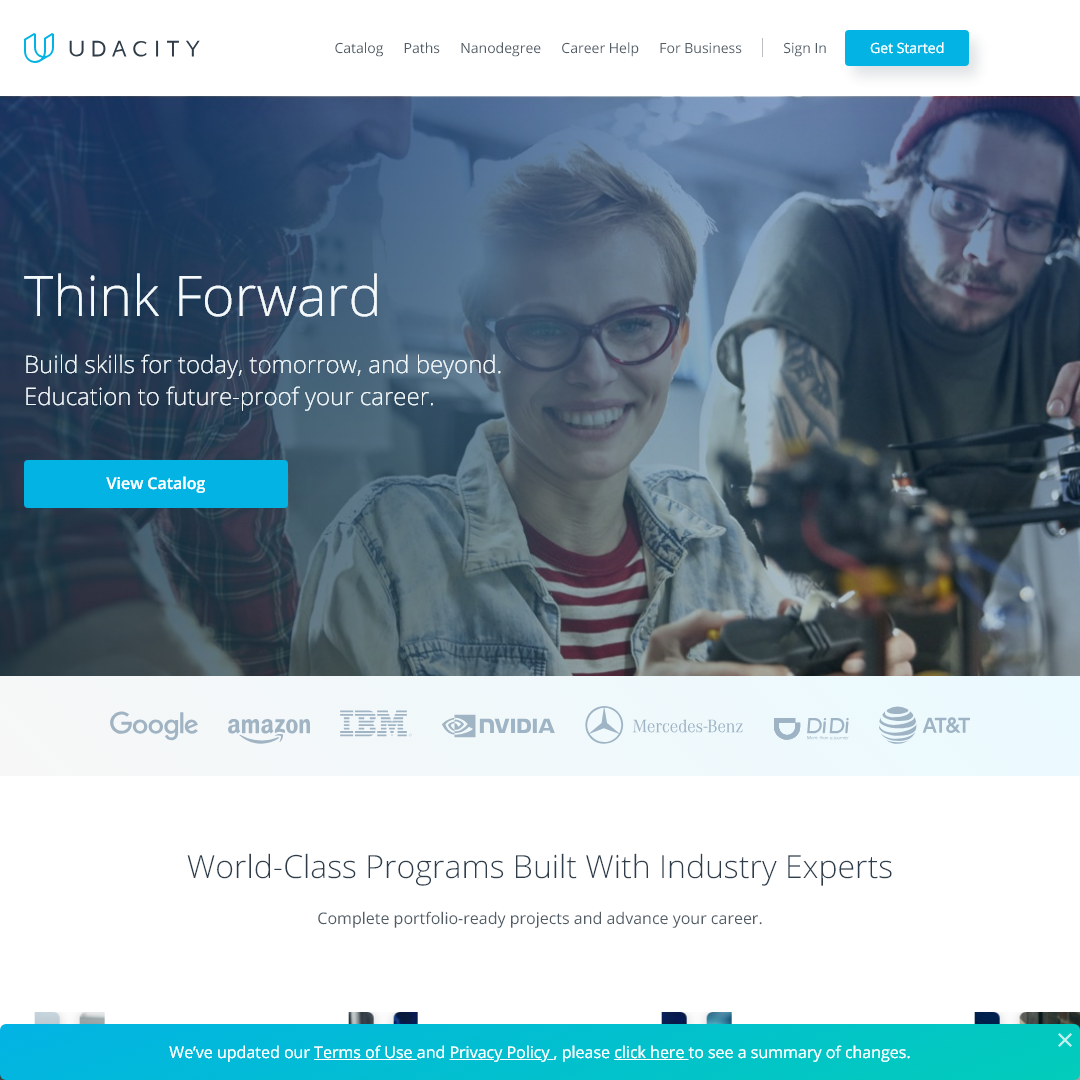 UDACITY
Catalog Paths Nanodegree Career Help For Business Sign In Get Started
Think Forward
Build skills for today, tomorrow, and beyond.
Education to future-proof your career.
View Catalog
Google amazon IBM NVIDIA Mercedes-Benz DiDi AT&T
World-Class Programs Built With Industry Experts
Complete portfolio-ready projects and advance your career.
We’ve updated our Terms of Use and Privacy Policy , please click here to see a summary of changes.